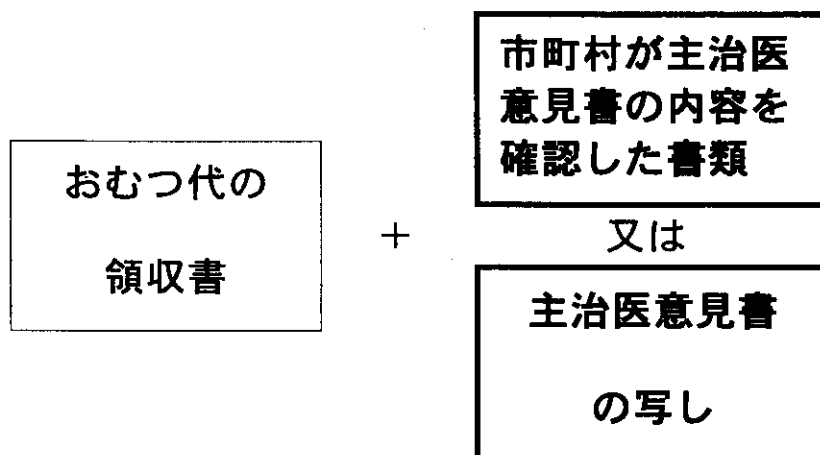 おむつ代の
領収書
+
市町村が主治医
意見書の内容を
確認した書類
又は
主治医意見書
の写し